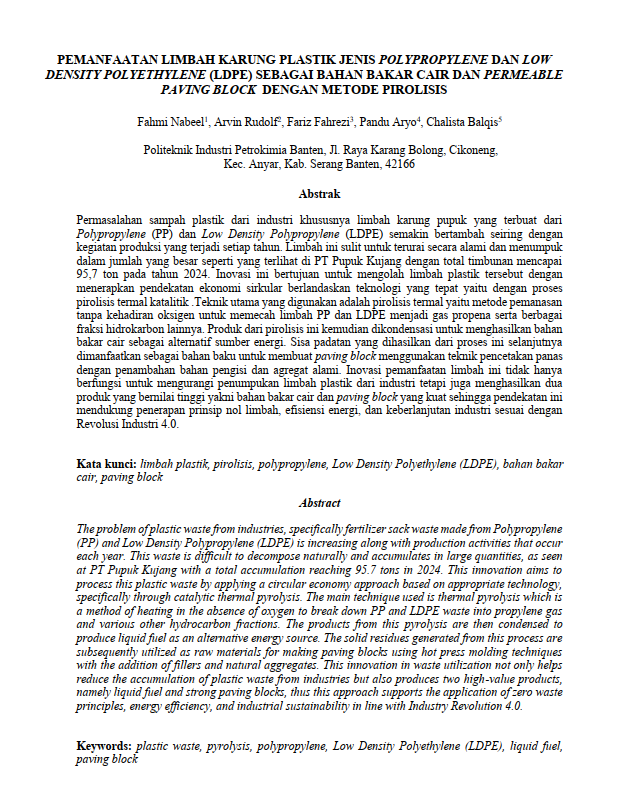 PEMANFAATAN LIMBAH KARUNG PLASTIK JENIS POLYPROPYLENE DAN LOW
DENSITY POLYETHYLENE (LDPE) SEBAGAI BAHAN BAKAR CAIR DAN PERMEABLE
PAVING BLOCK DENGAN METODE PIROLISIS
Fahmi Nabeel1, Arvin Rudolf2, Fariz Fahrezi3, Pandu Aryo4, Chalista Balqis5
Politeknik Industri Petrokimia Banten, Jl. Raya Karang Bolong, Cikoneng,
Kec. Anyar, Kab. Serang Banten, 42166
Abstrak
Permasalahan sampah plastik dari industri khususnya limbah karung pupuk yang terbuat dari
Polypropylene (PP) dan Low Density Polypropylene (LDPE) semakin bertambah seiring dengan
kegiatan produksi yang terjadi setiap tahun. Limbah ini sulit untuk terurai secara alami dan menumpuk
dalam jumlah yang besar seperti yang terlihat di PT Pupuk Kujang dengan total timbunan mencapai
95,7 ton pada tahun 2024. Inovasi ini bertujuan untuk mengolah limbah plastik tersebut dengan
menerapkan pendekatan ekonomi sirkular berlandaskan teknologi yang tepat yaitu dengan proses
pirolisis termal katalitik .Teknik utama yang digunakan adalah pirolisis termal yaitu metode pemanasan
tanpa kehadiran oksigen untuk memecah limbah PP dan LDPE menjadi gas propena serta berbagai
fraksi hidrokarbon lainnya. Produk dari pirolisis ini kemudian dikondensasi untuk menghasilkan bahan
bakar cair sebagai alternatif sumber energi. Sisa padatan yang dihasilkan dari proses ini selanjutnya
dimanfaatkan sebagai bahan baku untuk membuat paving block menggunakan teknik pencetakan panas
dengan penambahan bahan pengisi dan agregat alami. Inovasi pemanfaatan limbah ini tidak hanya
berfungsi untuk mengurangi penumpukan limbah plastik dari industri tetapi juga menghasilkan dua
produk yang bernilai tinggi yakni bahan bakar cair dan paving block yang kuat sehingga pendekatan ini
mendukung penerapan prinsip nol limbah, efisiensi energi, dan keberlanjutan industri sesuai dengan
Revolusi Industri 4.0.
Kata kunci: limbah plastik, pirolisis, polypropylene, Low Density Polyethylene (LDPE), bahan bakar
cair, paving block
Abstract
The problem of plastic waste from industries, specifically fertilizer sack waste made from Polypropylene
(PP) and Low Density Polypropylene (LDPE) is increasing along with production activities that occur
each year. This waste is difficult to decompose naturally and accumulates in large quantities, as seen
at PT Pupuk Kujang with a total accumulation reaching 95.7 tons in 2024. This innovation aims to
process this plastic waste by applying a circular economy approach based on appropriate technology,
specifically through catalytic thermal pyrolysis. The main technique used is thermal pyrolysis which is
a method of heating in the absence of oxygen to break down PP and LDPE waste into propylene gas
and various other hydrocarbon fractions. The products from this pyrolysis are then condensed to
produce liquid fuel as an alternative energy source. The solid residues generated from this process are
subsequently utilized as raw materials for making paving blocks using hot press molding techniques
with the addition of fillers and natural aggregates. This innovation in waste utilization not only helps
reduce the accumulation of plastic waste from industries but also produces two high-value products,
namely liquid fuel and strong paving blocks, thus this approach supports the application of zero waste
principles, energy efficiency, and industrial sustainability in line with Industry Revolution 4.0.
Keywords: plastic waste, pyrolysis, polypropylene, Low Density Polyethylene (LDPE), liquid fuel,
paving block